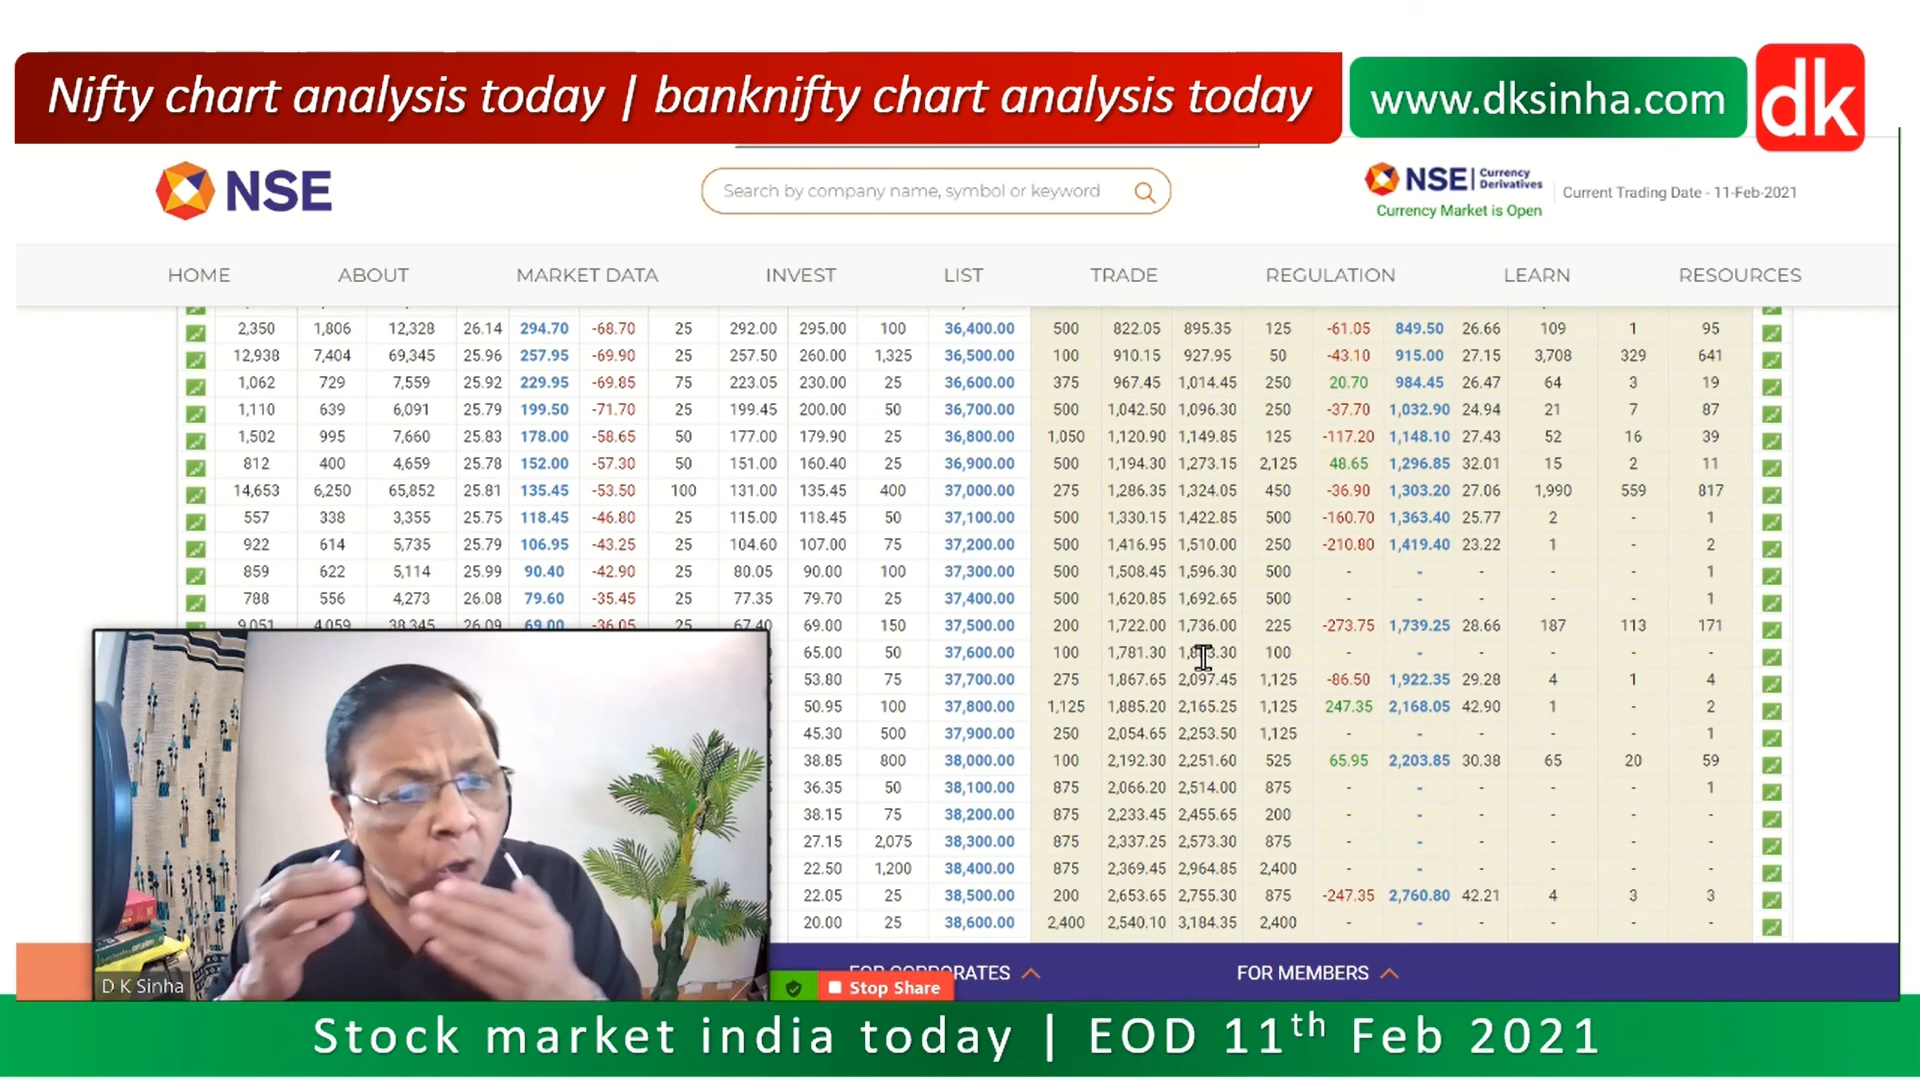 Nifty chart analysis today | banknifty chart analysis today
www.dksinha.com
dk
NSE
Search by company name, symbol or keyword
NSE | Currency Derivatives
Currency Market is Open
Current Trading Date - 11-Feb-2021
HOME ABOUT MARKET DATA INVEST LIST TRADE REGULATION LEARN RESOURCES
2,350 1,806 12,328 26.14 294.70 -68.70 25 292.00 295.00 100 36,400.00 500 822.05 895.35 125 -61.05 849.50 26.66 109 1 95
12,938 7,404 69,345 25.96 257.95 -69.90 25 257.50 260.00 1,325 36,500.00 100 910.15 927.95 50 -43.10 915.00 27.15 3,708 329 641
1,062 729 7,559 25.92 229.95 -69.85 75 223.05 230.00 25 36,600.00 375 967.45 1,014.45 250 20.70 984.45 26.47 64 3 19
1,110 639 6,091 25.79 199.50 -71.70 25 199.45 200.00 50 36,700.00 500 1,042.50 1,096.30 250 -37.70 1,032.90 24.94 21 7 87
1,502 995 7,660 25.83 178.00 -58.65 50 177.00 179.90 25 36,800.00 1,050 1,120.90 1,149.85 125 -117.20 1,148.10 27.43 52 16 39
812 400 4,659 25.78 152.00 -57.30 50 151.00 160.40 25 36,900.00 500 1,194.30 1,273.15 2,125 48.65 1,296.85 32.01 15 2 11
14,653 6,250 65,852 25.81 135.45 -53.50 100 131.00 135.45 400 37,000.00 275 1,286.35 1,324.05 450 -36.90 1,303.20 27.06 1,990 559 817
557 338 3,355 25.75 118.45 -46.80 25 115.00 118.45 50 37,100.00 500 1,330.15 1,422.85 500 -160.70 1,363.40 25.77 2 - 1
922 614 5,735 25.79 106.95 -43.25 25 104.60 107.00 75 37,200.00 500 1,416.95 1,510.00 250 -210.80 1,419.40 23.22 1 - 2
859 622 5,114 25.99 90.40 -42.90 25 80.05 90.00 100 37,300.00 500 1,508.45 1,596.30 500 - - - - - 1
788 556 4,273 26.08 79.60 -35.45 25 77.35 79.70 25 37,400.00 500 1,620.85 1,692.65 500 - - - - - 1
9,051 4,059 38,345 26.09 69.00 -36.05 25 67.40 69.00 150 37,500.00 200 1,722.00 1,736.00 225 -273.75 1,739.25 28.66 187 113 171
65.00 50 37,600.00 100 1,781.30 100 - - - - - -
53.80 75 37,700.00 275 1,867.65 2,097.45 1,125 -86.50 1,922.35 29.28 4 1 4
50.95 100 37,800.00 1,125 1,885.20 2,165.25 1,125 247.35 2,168.05 42.90 1 - 2
45.30 500 37,900.00 250 2,054.65 2,253.50 1,125 - - - - - 1
38.85 800 38,000.00 100 2,192.30 2,251.60 525 65.95 2,203.85 30.38 65 20 59
36.35 50 38,100.00 875 2,066.20 2,514.00 875 - - - - - 1
38.15 75 38,200.00 875 2,233.45 2,455.65 200 - - - - - -
27.15 2,075 38,300.00 875 2,337.25 2,573.30 875 - - - - - -
22.50 1,200 38,400.00 875 2,369.45 2,964.85 2,400 - - - - - -
22.05 25 38,500.00 200 2,653.65 2,755.30 875 -247.35 2,760.80 42.21 4 3 3
20.00 25 38,600.00 2,400 2,540.10 3,184.35 2,400 - - - - - -
FOR CORPORATES FOR MEMBERS
D K Sinha
Stop Share
Stock market india today | EOD 11th Feb 2021